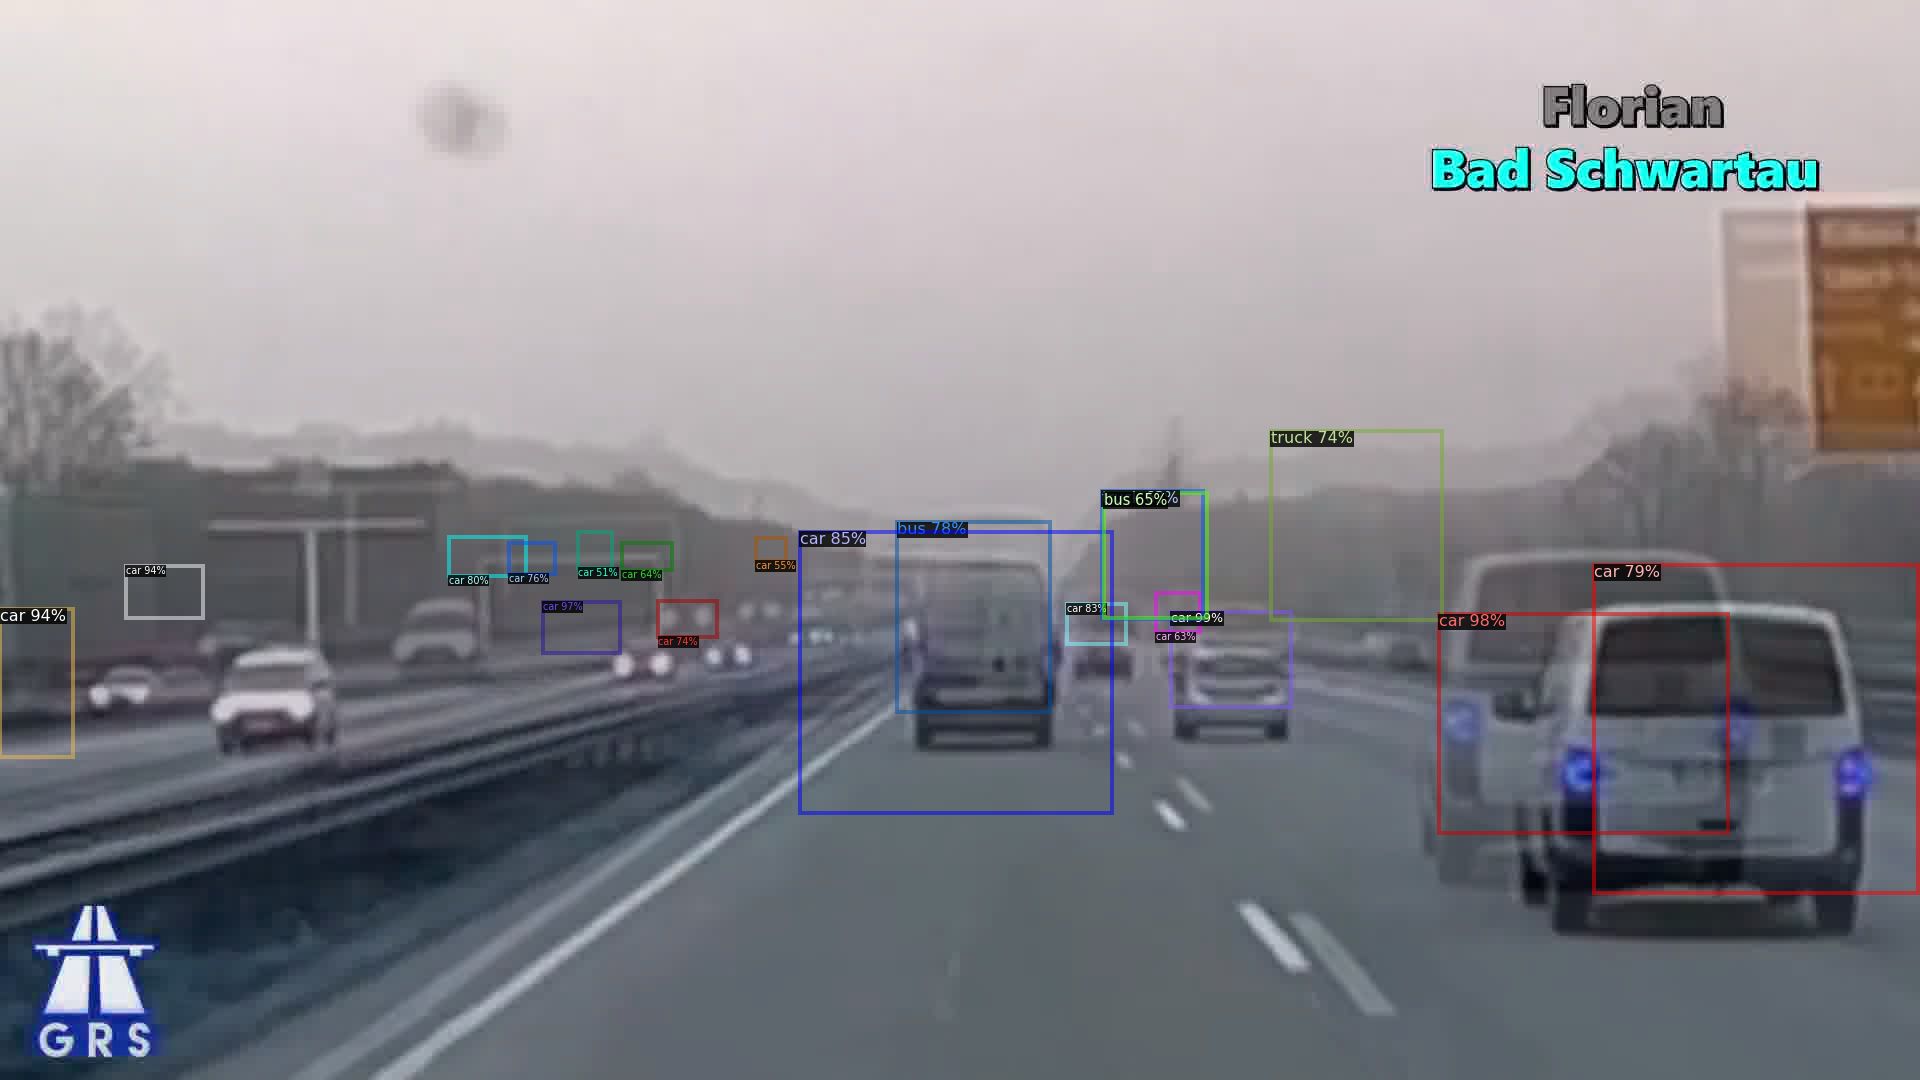 Florian
Bad Schwartau
truck 74%
bus 65%
bus 78%
car 85%
car 94%
car 80%
car 76%
car 51%
car 64%
car 55%
car 79%
car 94%
car 97%
car 74%
car 83%
car 99%
car 63%
car 98%
GRS